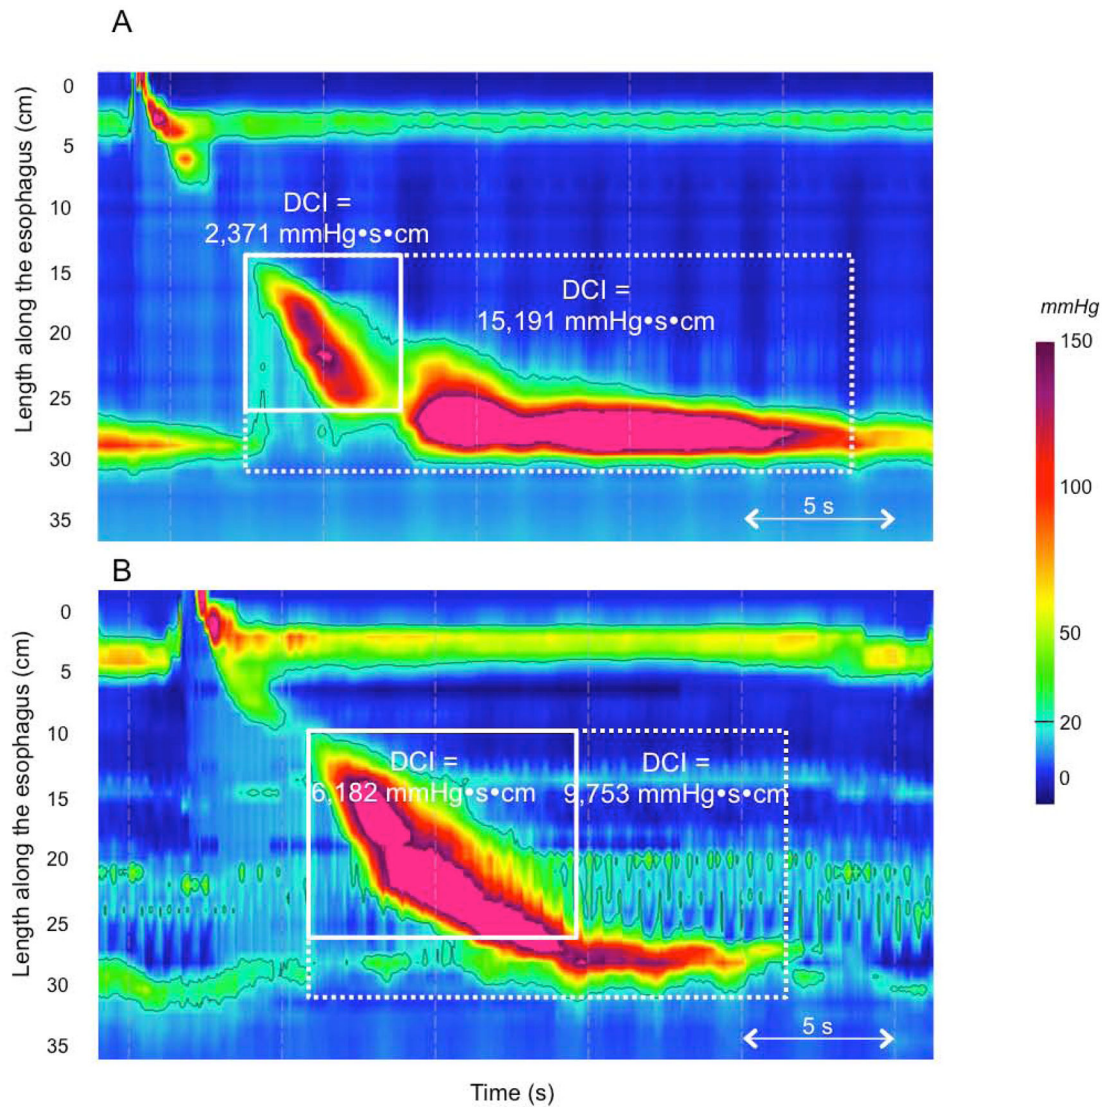 A
Length along the esophagus (cm)
0
5
10
15
20
25
30
35
DCI =
2,371 mmHg•s•cm
DCI =
15,191 mmHg•s•cm
5 s
mmHg
150
100
50
20
0
B
Length along the esophagus (cm)
0
5
10
15
20
25
30
35
DCI =
6,182 mmHg•s•cm
DCI =
9,753 mmHg•s•cm
5 s
Time (s)